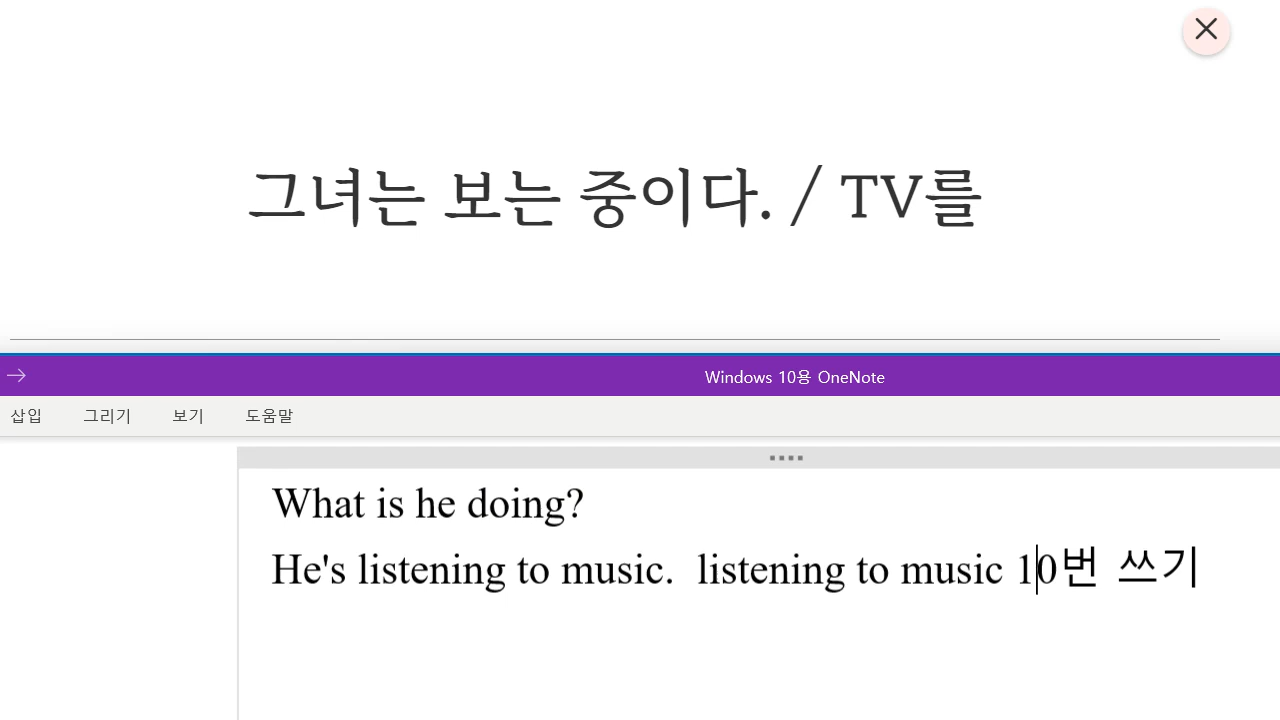 그녀는 보는 중이다. / TV를
Windows 10용 OneNote
삽입 그리기 보기 도움말
What is he doing?
He's listening to music. listening to music 10번 쓰기